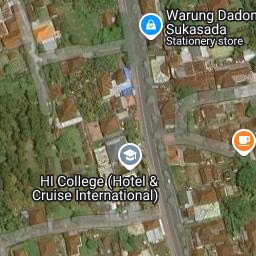 Warung Dadon
Sukasada
Stationery store
HI College (Hotel &
Cruise International)